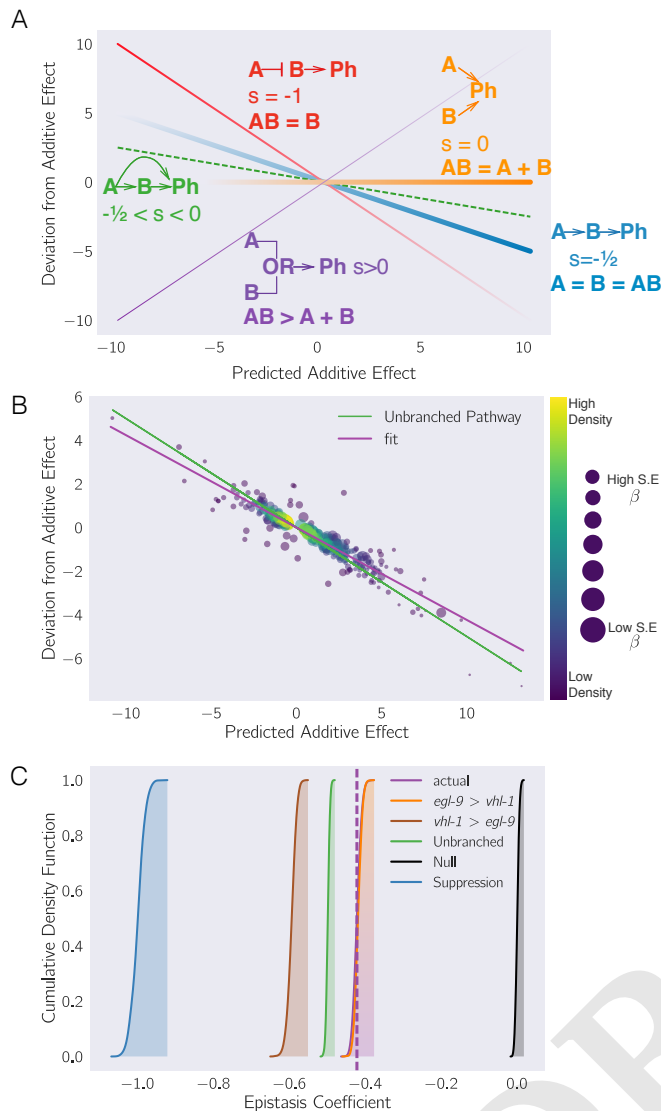 A
10
5
0
−5
−10
Deviation from Additive Effect
A B Ph
s = -1
AB = B
A
Ph
B
s = 0
AB = A + B
A B Ph
-½ < s < 0
A
OR Ph s>0
B
AB > A + B
A B Ph
s=-½
A = B = AB
−10 −5 0 5 10
Predicted Additive Effect
B
6
4
2
0
−2
−4
−6
Deviation from Additive Effect
Unbranched Pathway
fit
−10 −5 0 5 10
Predicted Additive Effect
High
Density
Low
Density
High S.E
β
Low S.E
β
C
1.0
0.8
0.6
0.4
0.2
0.0
Cumulative Density Function
actual
egl-9 > vhl-1
vhl-1 > egl-9
Unbranched
Null
Suppression
−1.0 −0.8 −0.6 −0.4 −0.2 0.0
Epistasis Coefficient